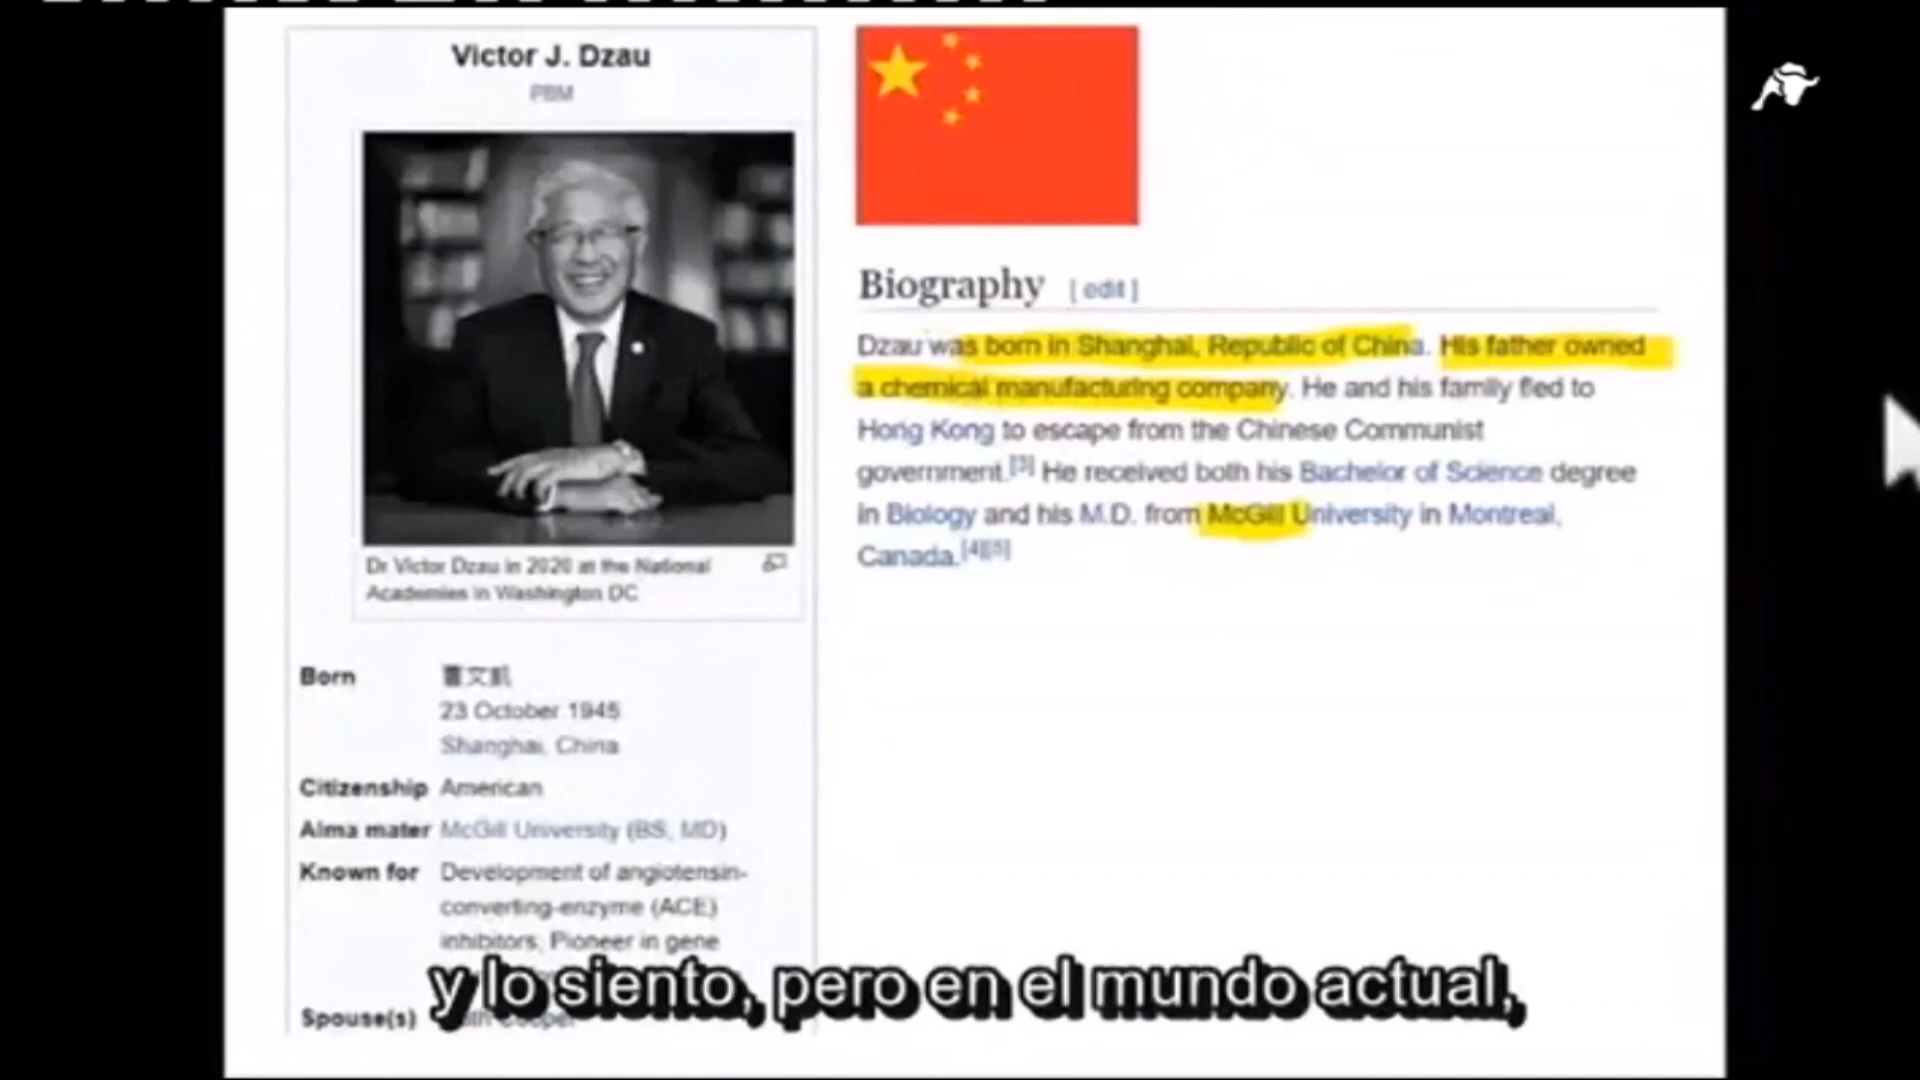 Victor J. Dzau
PBM
Dr Victor Dzau in 2020 at the National
Academies in Washington DC
Born
23 October 1945
Shanghai, China
Citizenship American
Alma mater McGill University (BS, MD)
Known for Development of angiotensin-
converting-enzyme (ACE)
inhibitors; Pioneer in gene
Spouse(s)
Biography [ edit ]
Dzau was born in Shanghai, Republic of China. His father owned
a chemical manufacturing company. He and his family fled to
Hong Kong to escape from the Chinese Communist
government.[3] He received both his Bachelor of Science degree
in Biology and his M.D. from McGill University in Montreal,
Canada.[4][5]
y lo siento, pero en el mundo actual,